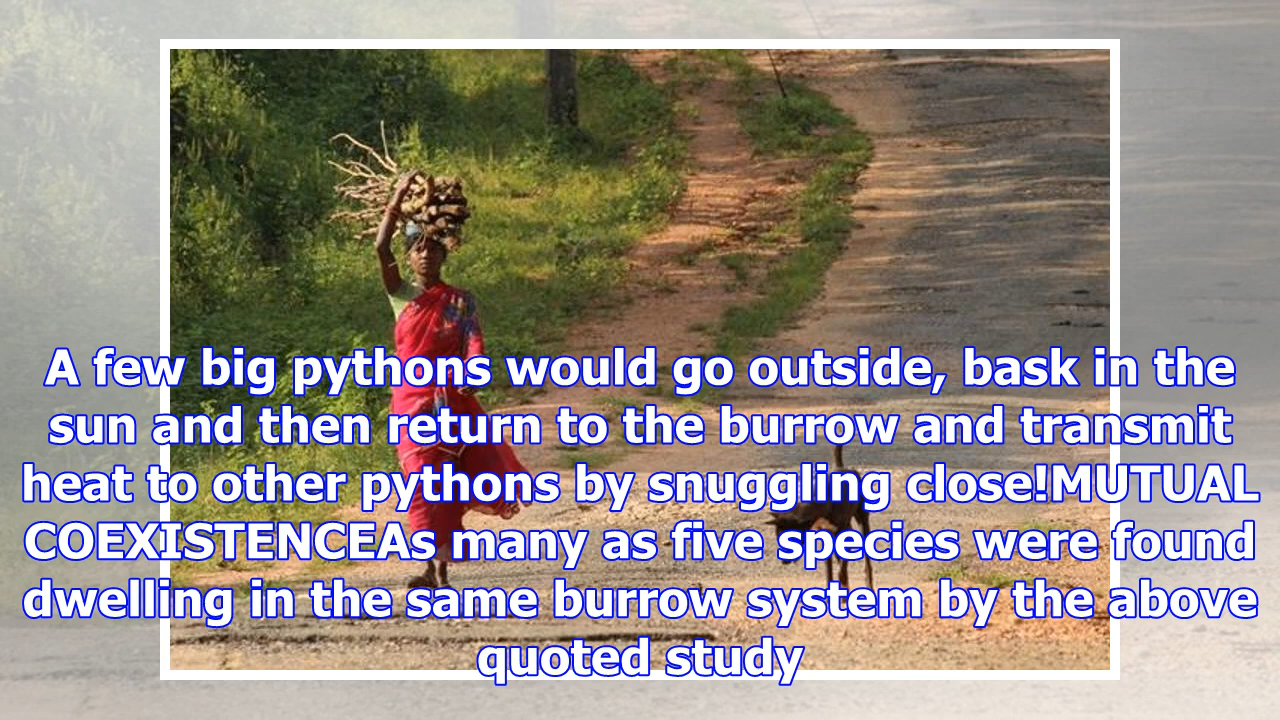 A few big pythons would go outside, bask in the
sun and then return to the burrow and transmit
heat to other pythons by snuggling close!MUTUAL
COEXISTENCEAs many as five species were found
dwelling in the same burrow system by the above
quoted study